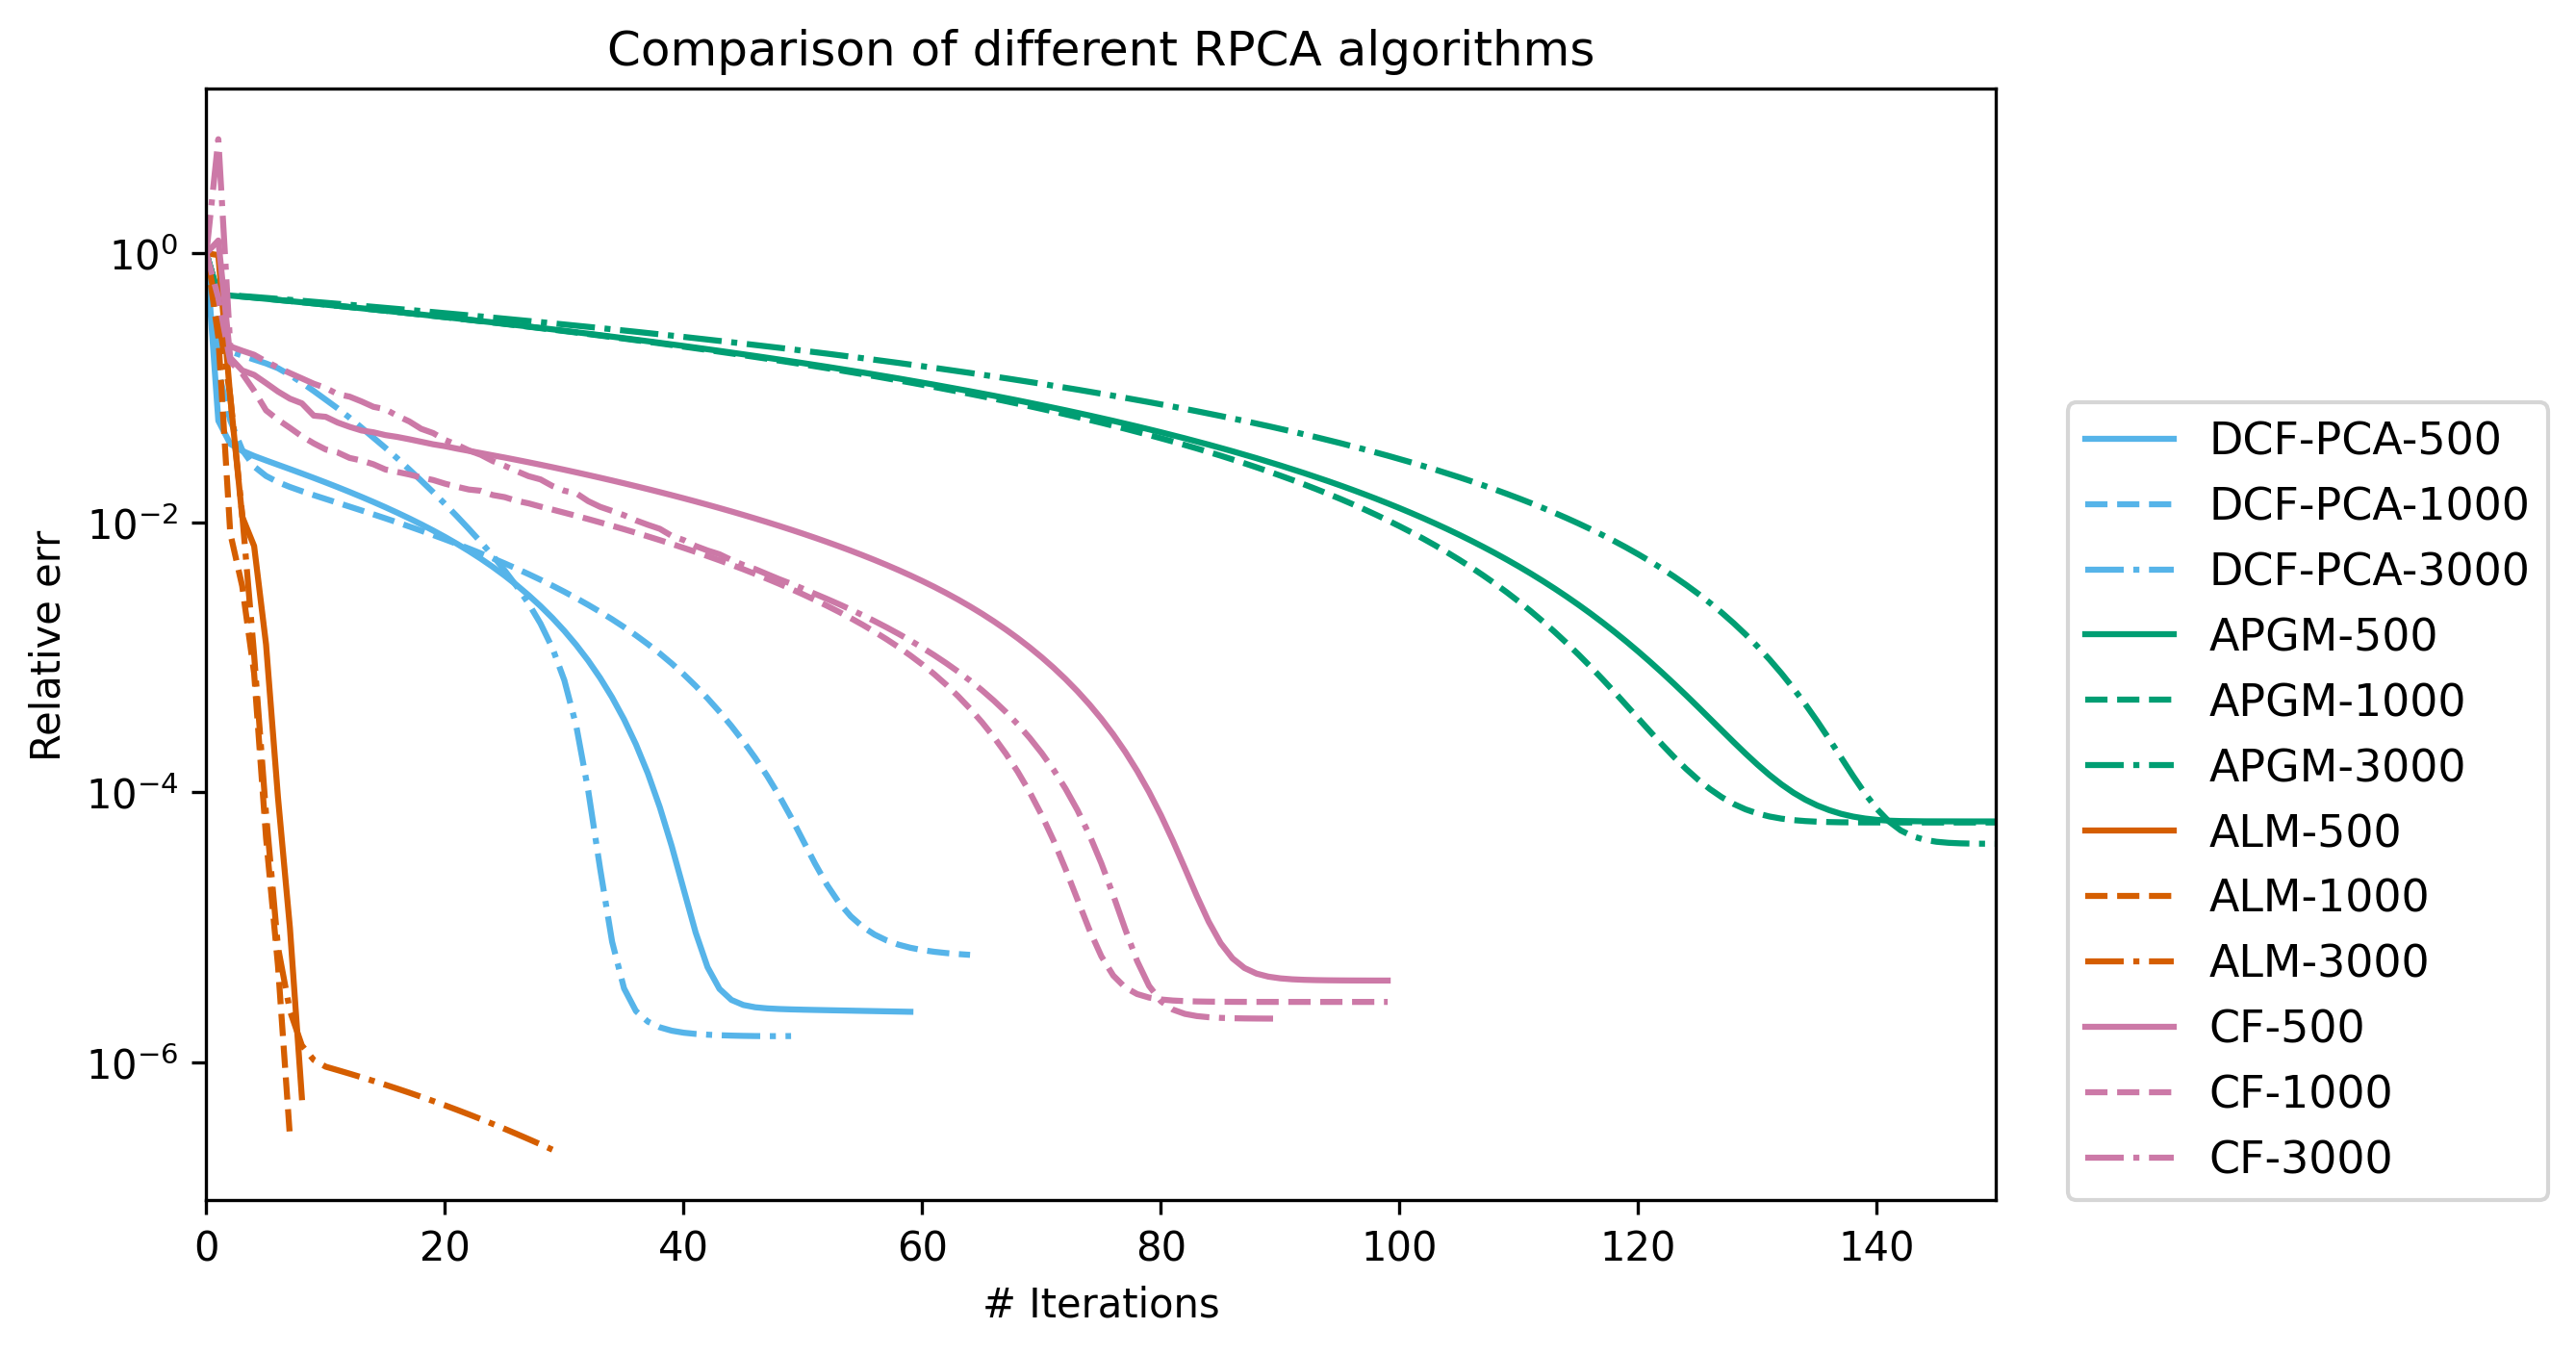 Comparison of different RPCA algorithms
Relative err
10⁰
10⁻²
10⁻⁴
10⁻⁶
0 20 40 60 80 100 120 140
# Iterations
DCF-PCA-500
DCF-PCA-1000
DCF-PCA-3000
APGM-500
APGM-1000
APGM-3000
ALM-500
ALM-1000
ALM-3000
CF-500
CF-1000
CF-3000